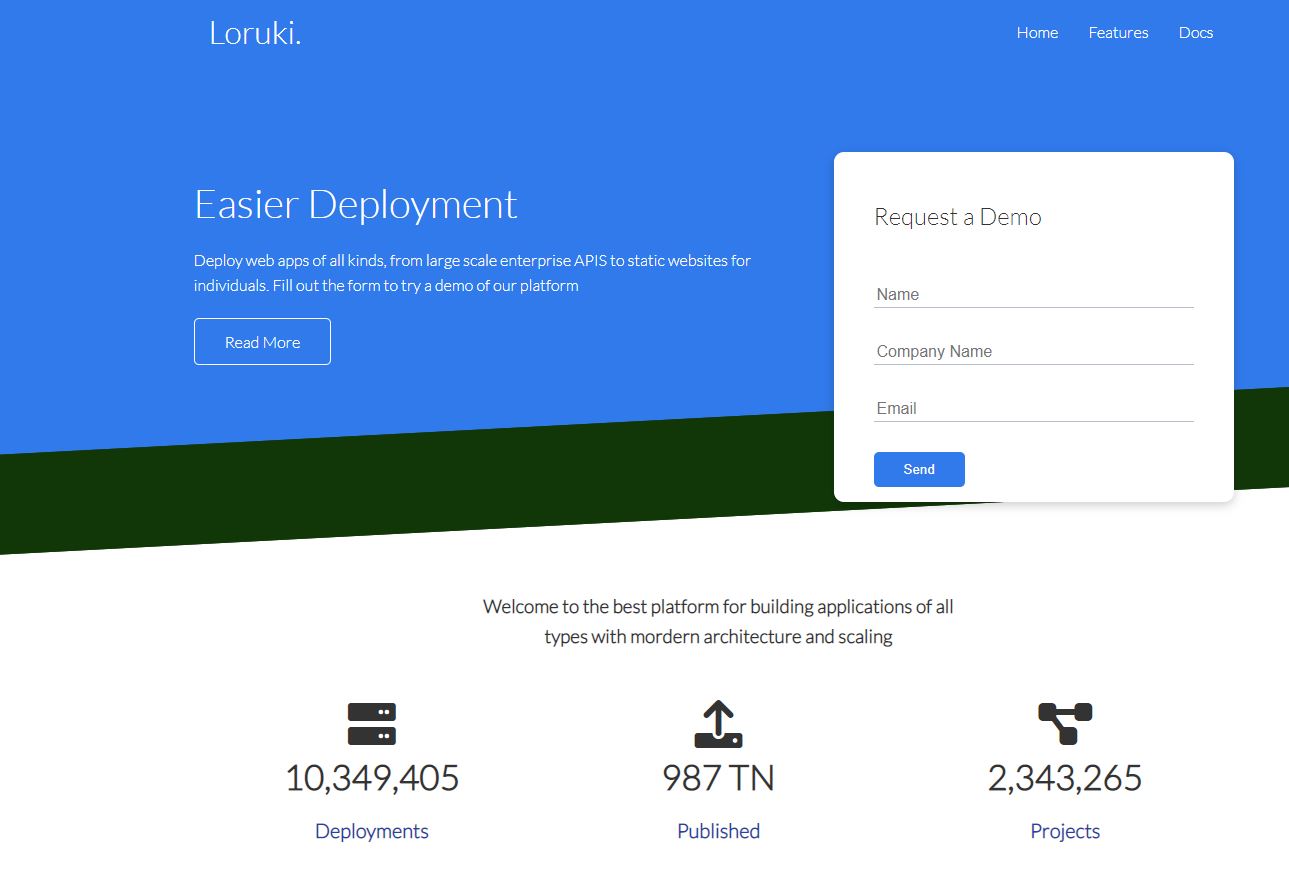 Loruki.
Home Features Docs
Easier Deployment
Deploy web apps of all kinds, from large scale enterprise APIS to static websites for
individuals. Fill out the form to try a demo of our platform
Read More
Request a Demo
Name
Company Name
Email
Send
Welcome to the best platform for building applications of all
types with mordern architecture and scaling
10,349,405
Deployments
987 TN
Published
2,343,265
Projects